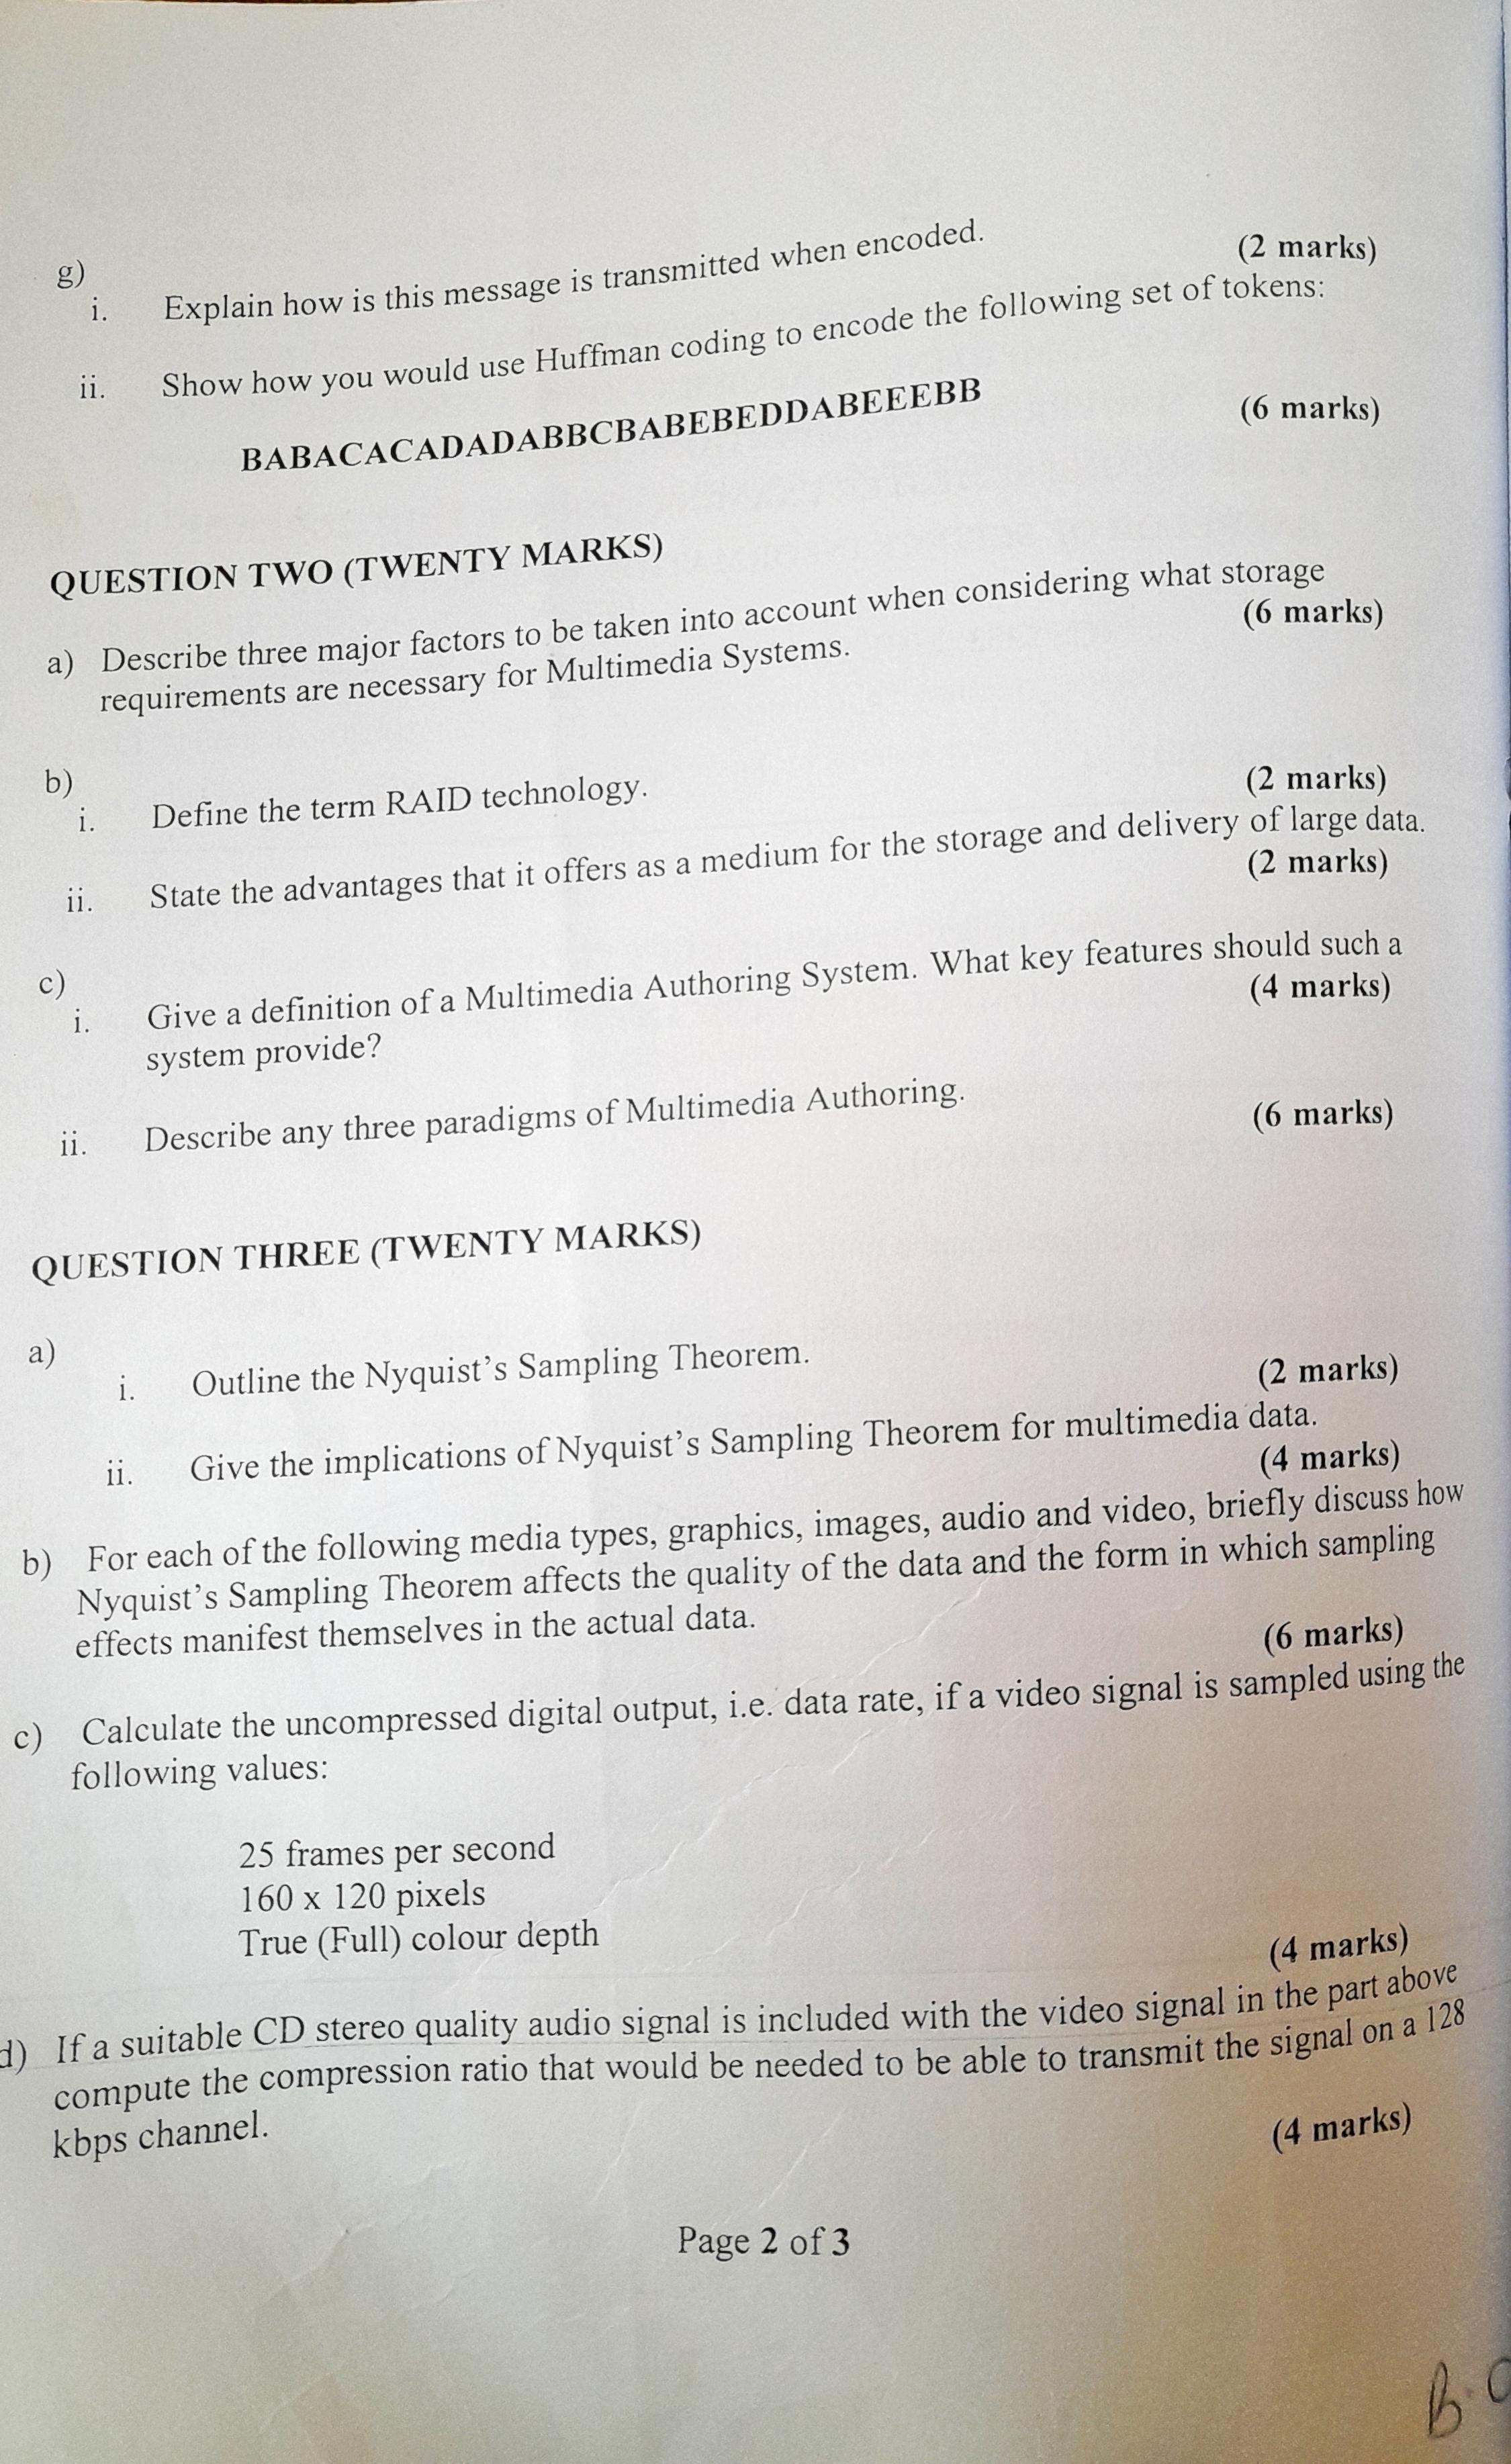 g)
i. Explain how is this message is transmitted when encoded. (2 marks)
ii. Show how you would use Huffman coding to encode the following set of tokens:
BABACACADADABBCBABEBEDDABEEEBB (6 marks)
QUESTION TWO (TWENTY MARKS)
a) Describe three major factors to be taken into account when considering what storage
requirements are necessary for Multimedia Systems. (6 marks)
b)
i. Define the term RAID technology. (2 marks)
ii. State the advantages that it offers as a medium for the storage and delivery of large data.
(2 marks)
c)
i. Give a definition of a Multimedia Authoring System. What key features should such a
system provide? (4 marks)
ii. Describe any three paradigms of Multimedia Authoring. (6 marks)
QUESTION THREE (TWENTY MARKS)
a)
i. Outline the Nyquist's Sampling Theorem. (2 marks)
ii. Give the implications of Nyquist's Sampling Theorem for multimedia data.
(4 marks)
b) For each of the following media types, graphics, images, audio and video, briefly discuss how
Nyquist's Sampling Theorem affects the quality of the data and the form in which sampling
effects manifest themselves in the actual data. (6 marks)
c) Calculate the uncompressed digital output, i.e. data rate, if a video signal is sampled using the
following values:
25 frames per second
160 x 120 pixels
True (Full) colour depth
(4 marks)
d) If a suitable CD stereo quality audio signal is included with the video signal in the part above
compute the compression ratio that would be needed to be able to transmit the signal on a 128
kbps channel. (4 marks)
Page 2 of 3